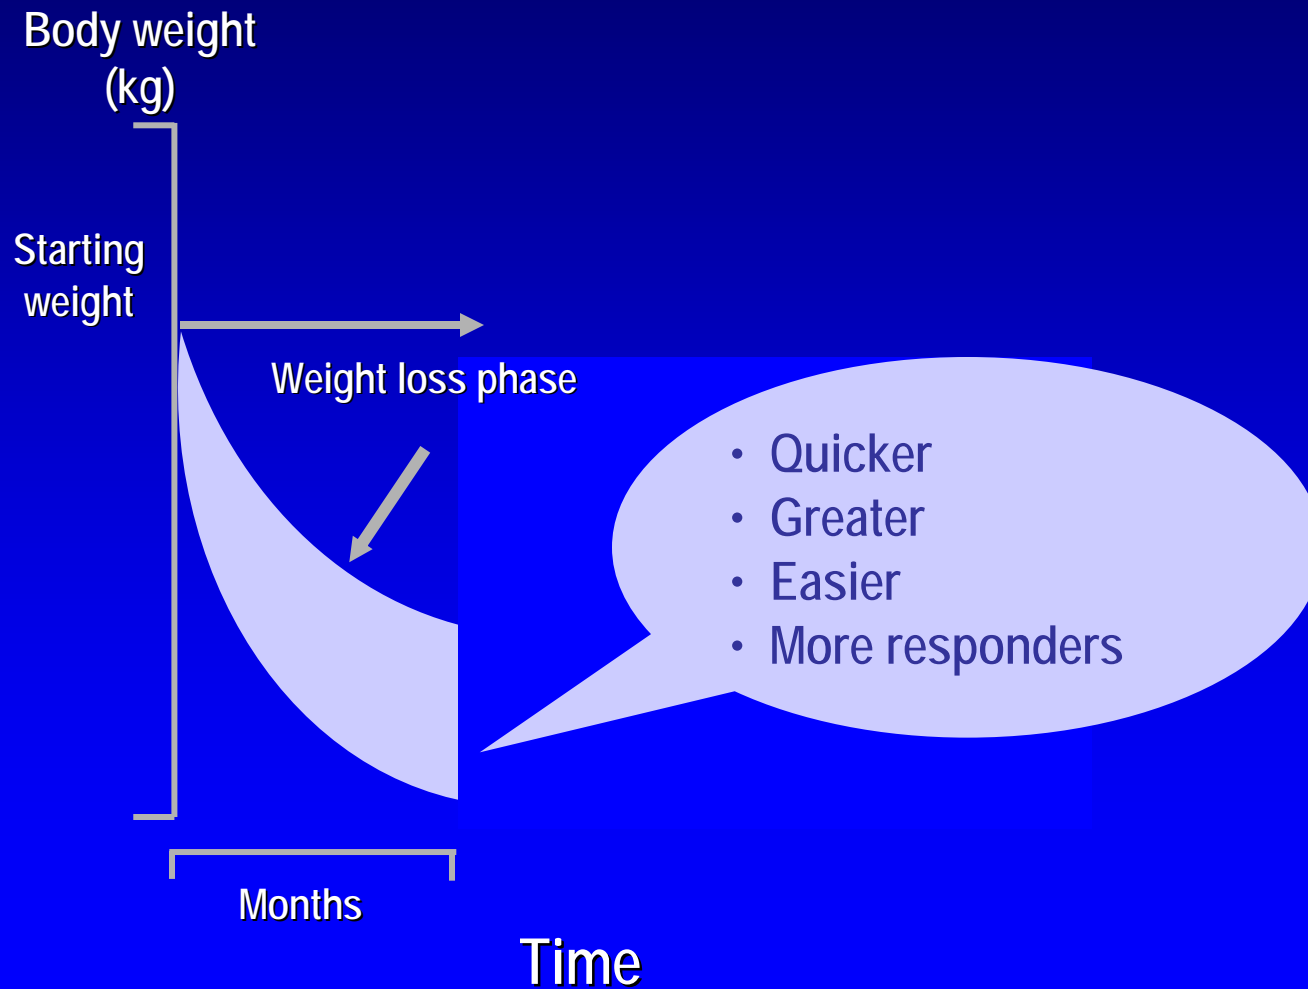 Body weight
(kg)
Starting
weight
Weight loss phase
• Quicker
• Greater
• Easier
• More responders
Months
Time